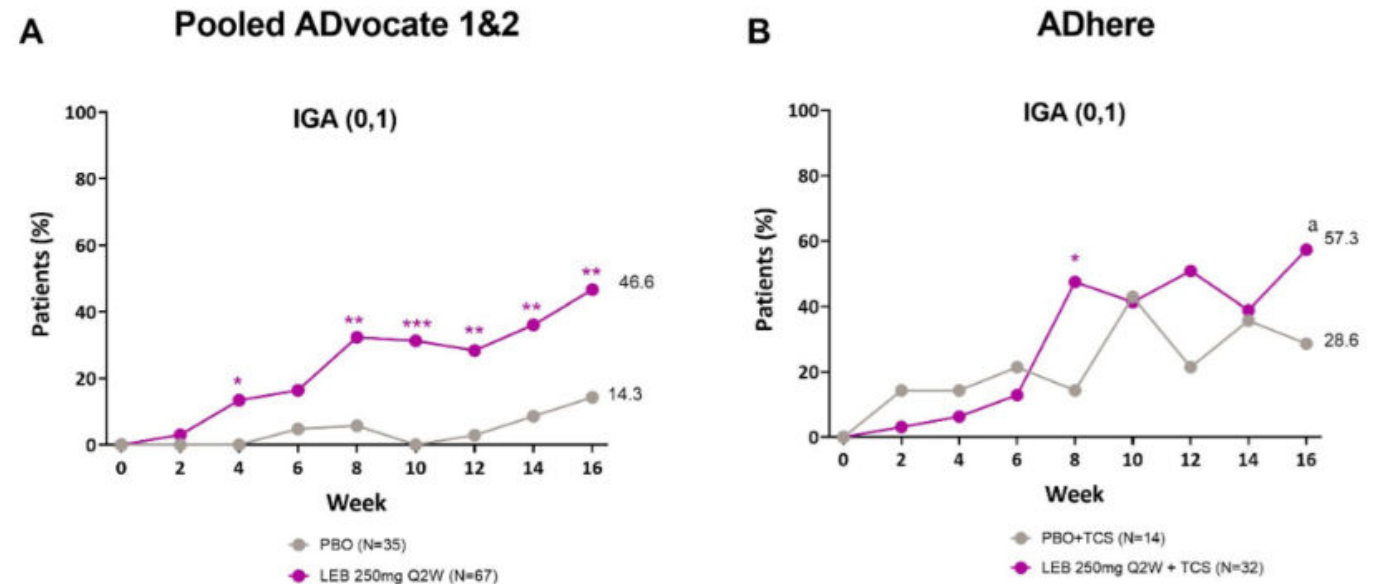 A
Pooled ADvocate 1&2
IGA (0,1)
Patients (%)
100
80
60
40
20
0
*
**
***
**
**
**
46.6
14.3
0 2 4 6 8 10 12 14 16
Week
PBO (N=35)
LEB 250mg Q2W (N=67)
B
ADhere
IGA (0,1)
Patients (%)
100
80
60
40
20
0
*
a
57.3
28.6
0 2 4 6 8 10 12 14 16
Week
PBO+TCS (N=14)
LEB 250mg Q2W + TCS (N=32)